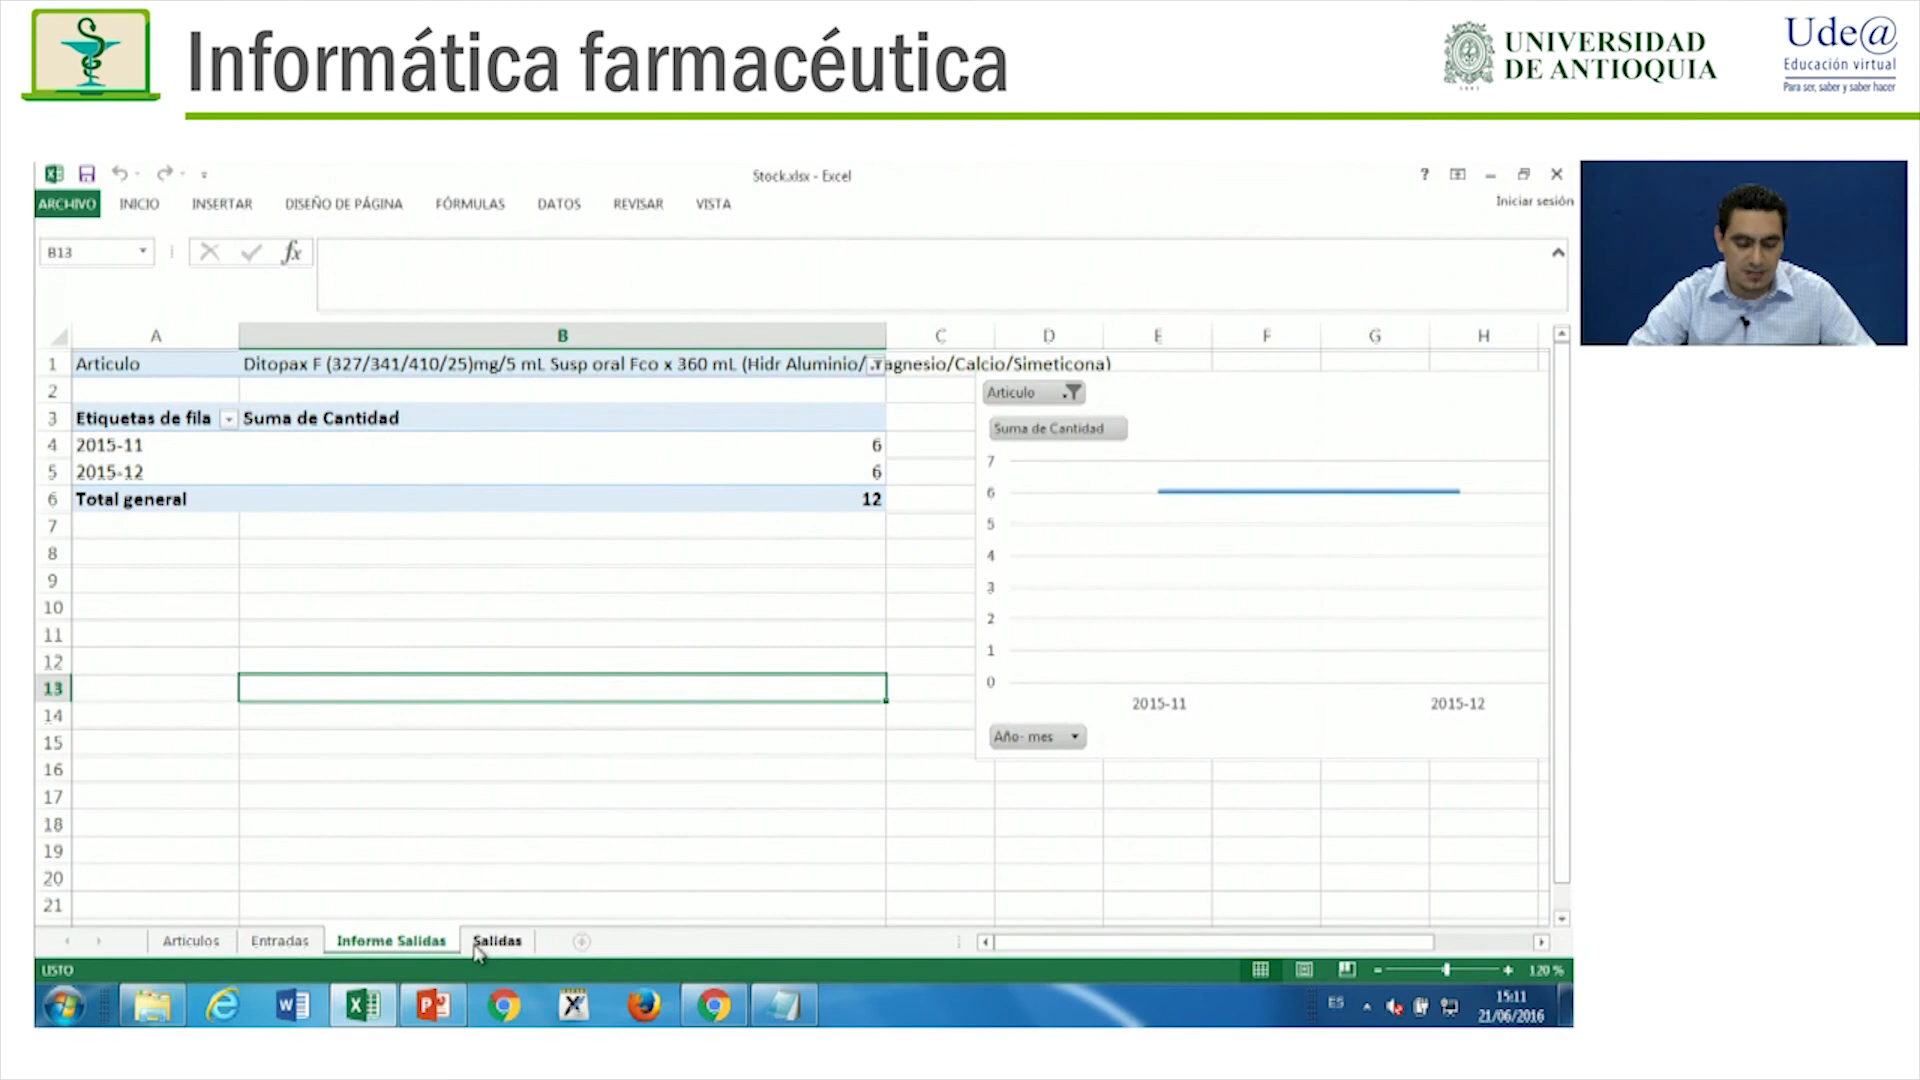 Informática farmacéutica
UNIVERSIDAD
DE ANTIOQUIA
1803
Ude@
Educación virtual
Para ser, saber y saber hacer
Stock.xlsx - Excel
ARCHIVO INICIO INSERTAR DISEÑO DE PÁGINA FÓRMULAS DATOS REVISAR VISTA
Iniciar sesión
B13
fx
A B C D E F G H
1 Articulo Ditopax F (327/341/410/25)mg/5 mL Susp oral Fco x 360 mL (Hidr Aluminio/ agnesio/Calcio/Simeticona)
2
3 Etiquetas de fila Suma de Cantidad
4 2015-11 6
5 2015-12 6
6 Total general 12
7
8
9
10
11
12
13
14
15
16
17
18
19
20
21
Articulo
Suma de Cantidad
7
6
5
4
3
2
1
0
2015-11 2015-12
Año- mes
Articulos Entradas Informe Salidas Salidas
LISTO
120 %
ES
15:11
21/06/2016